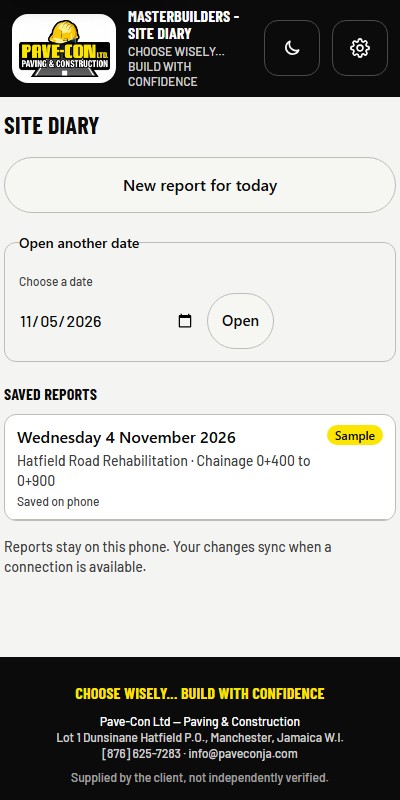 PAVE-CON LTD.
PAVING & CONSTRUCTION
MASTERBUILDERS -
SITE DIARY
CHOOSE WISELY...
BUILD WITH
CONFIDENCE
SITE DIARY
New report for today
Open another date
Choose a date
11/05/2026
Open
SAVED REPORTS
Wednesday 4 November 2026
Sample
Hatfield Road Rehabilitation · Chainage 0+400 to
0+900
Saved on phone
Reports stay on this phone. Your changes sync when a
connection is available.
CHOOSE WISELY... BUILD WITH CONFIDENCE
Pave-Con Ltd — Paving & Construction
Lot 1 Dunsinane Hatfield P.O., Manchester, Jamaica W.I.
[876] 625-7283 · info@paveconja.com
Supplied by the client, not independently verified.